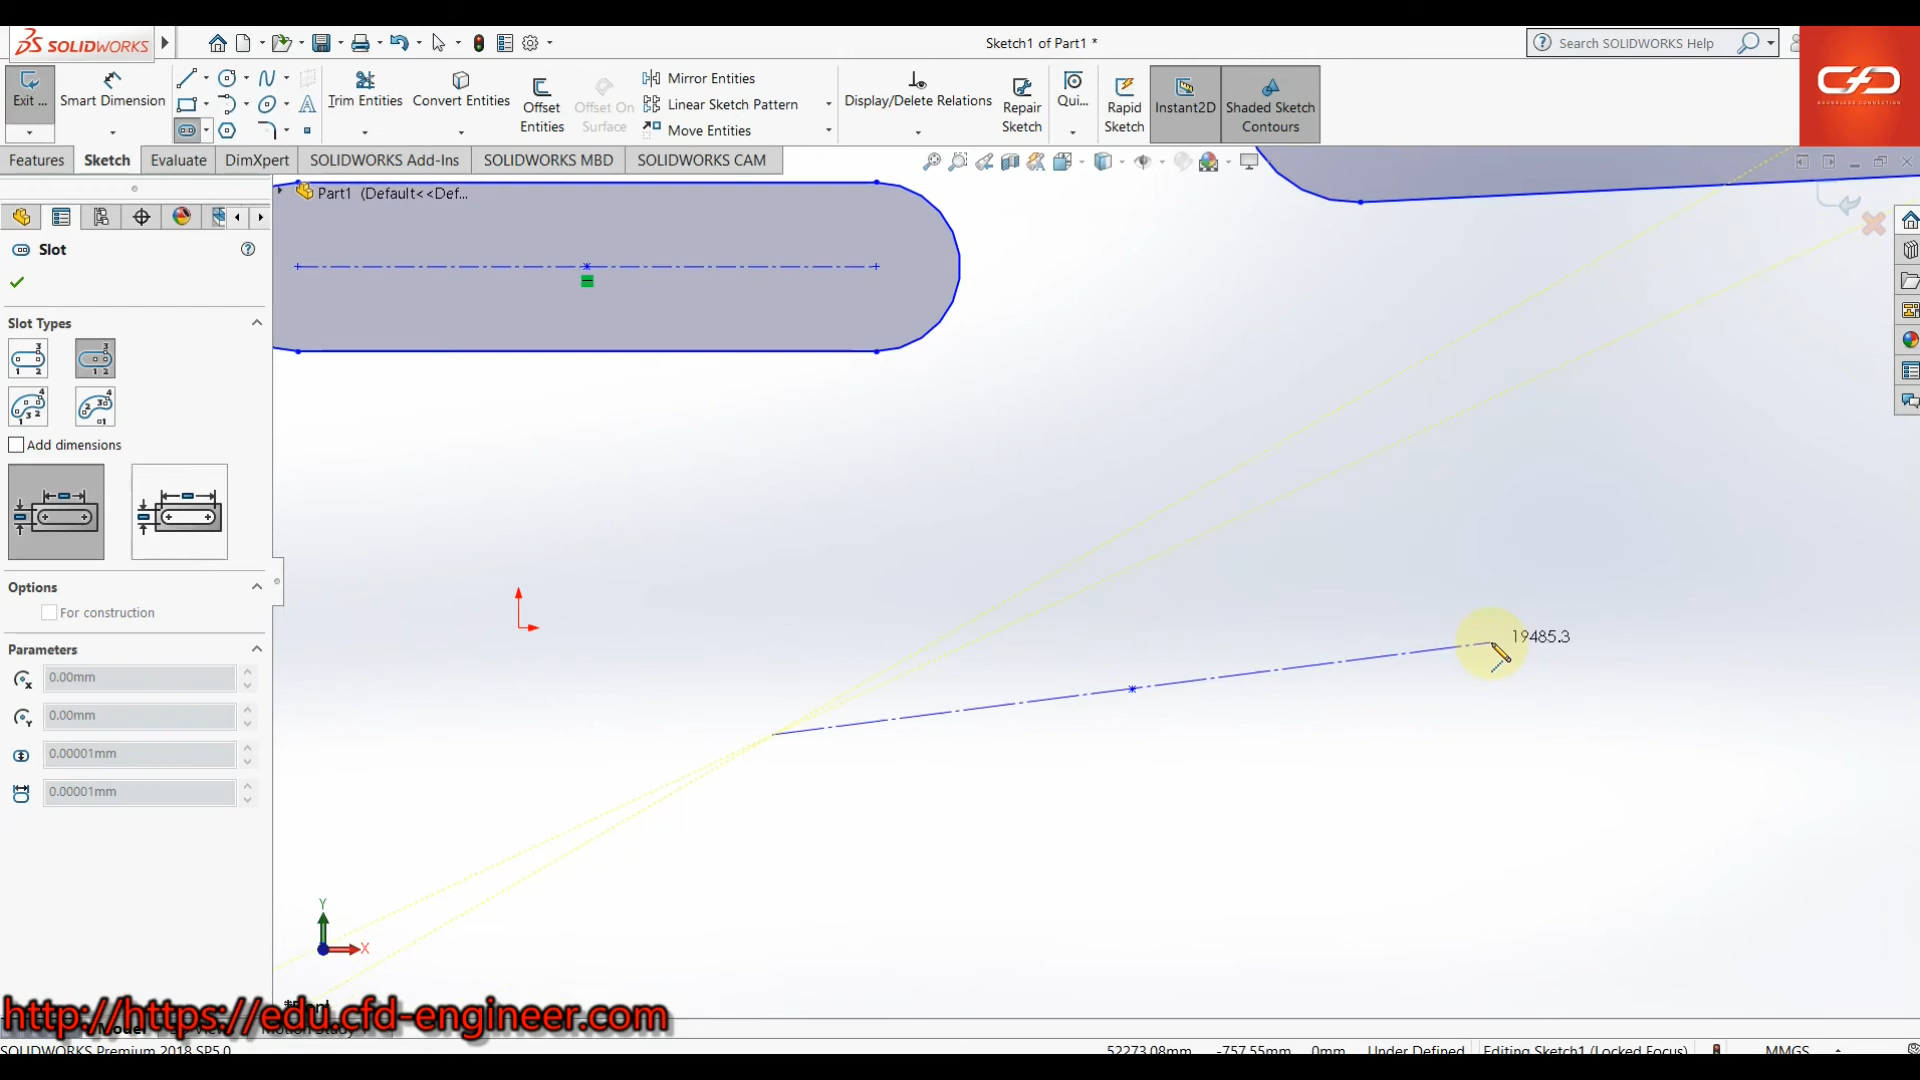 SOLIDWORKS
Sketch1 of Part1 *
Search SOLIDWORKS Help
Exit ...
Smart Dimension
Trim Entities
Convert Entities
Offset Entities
Offset On Surface
Mirror Entities
Linear Sketch Pattern
Move Entities
Display/Delete Relations
Repair Sketch
Qui...
Rapid Sketch
Instant2D
Shaded Sketch Contours
CFD
Features
Sketch
Evaluate
DimXpert
SOLIDWORKS Add-Ins
SOLIDWORKS MBD
SOLIDWORKS CAM
Part1 (Default<<Def...
Slot
Slot Types
Add dimensions
Options
For construction
Parameters
0.00mm
0.00mm
0.00001mm
0.00001mm
19485.3
Y
X
http://https://edu.cfd-engineer.com
Model
SOLIDWORKS Premium 2018 SP5.0
52273.08mm
-757.55mm
0mm
Under Defined
Editing Sketch1 (Locked Focus)
MMGS